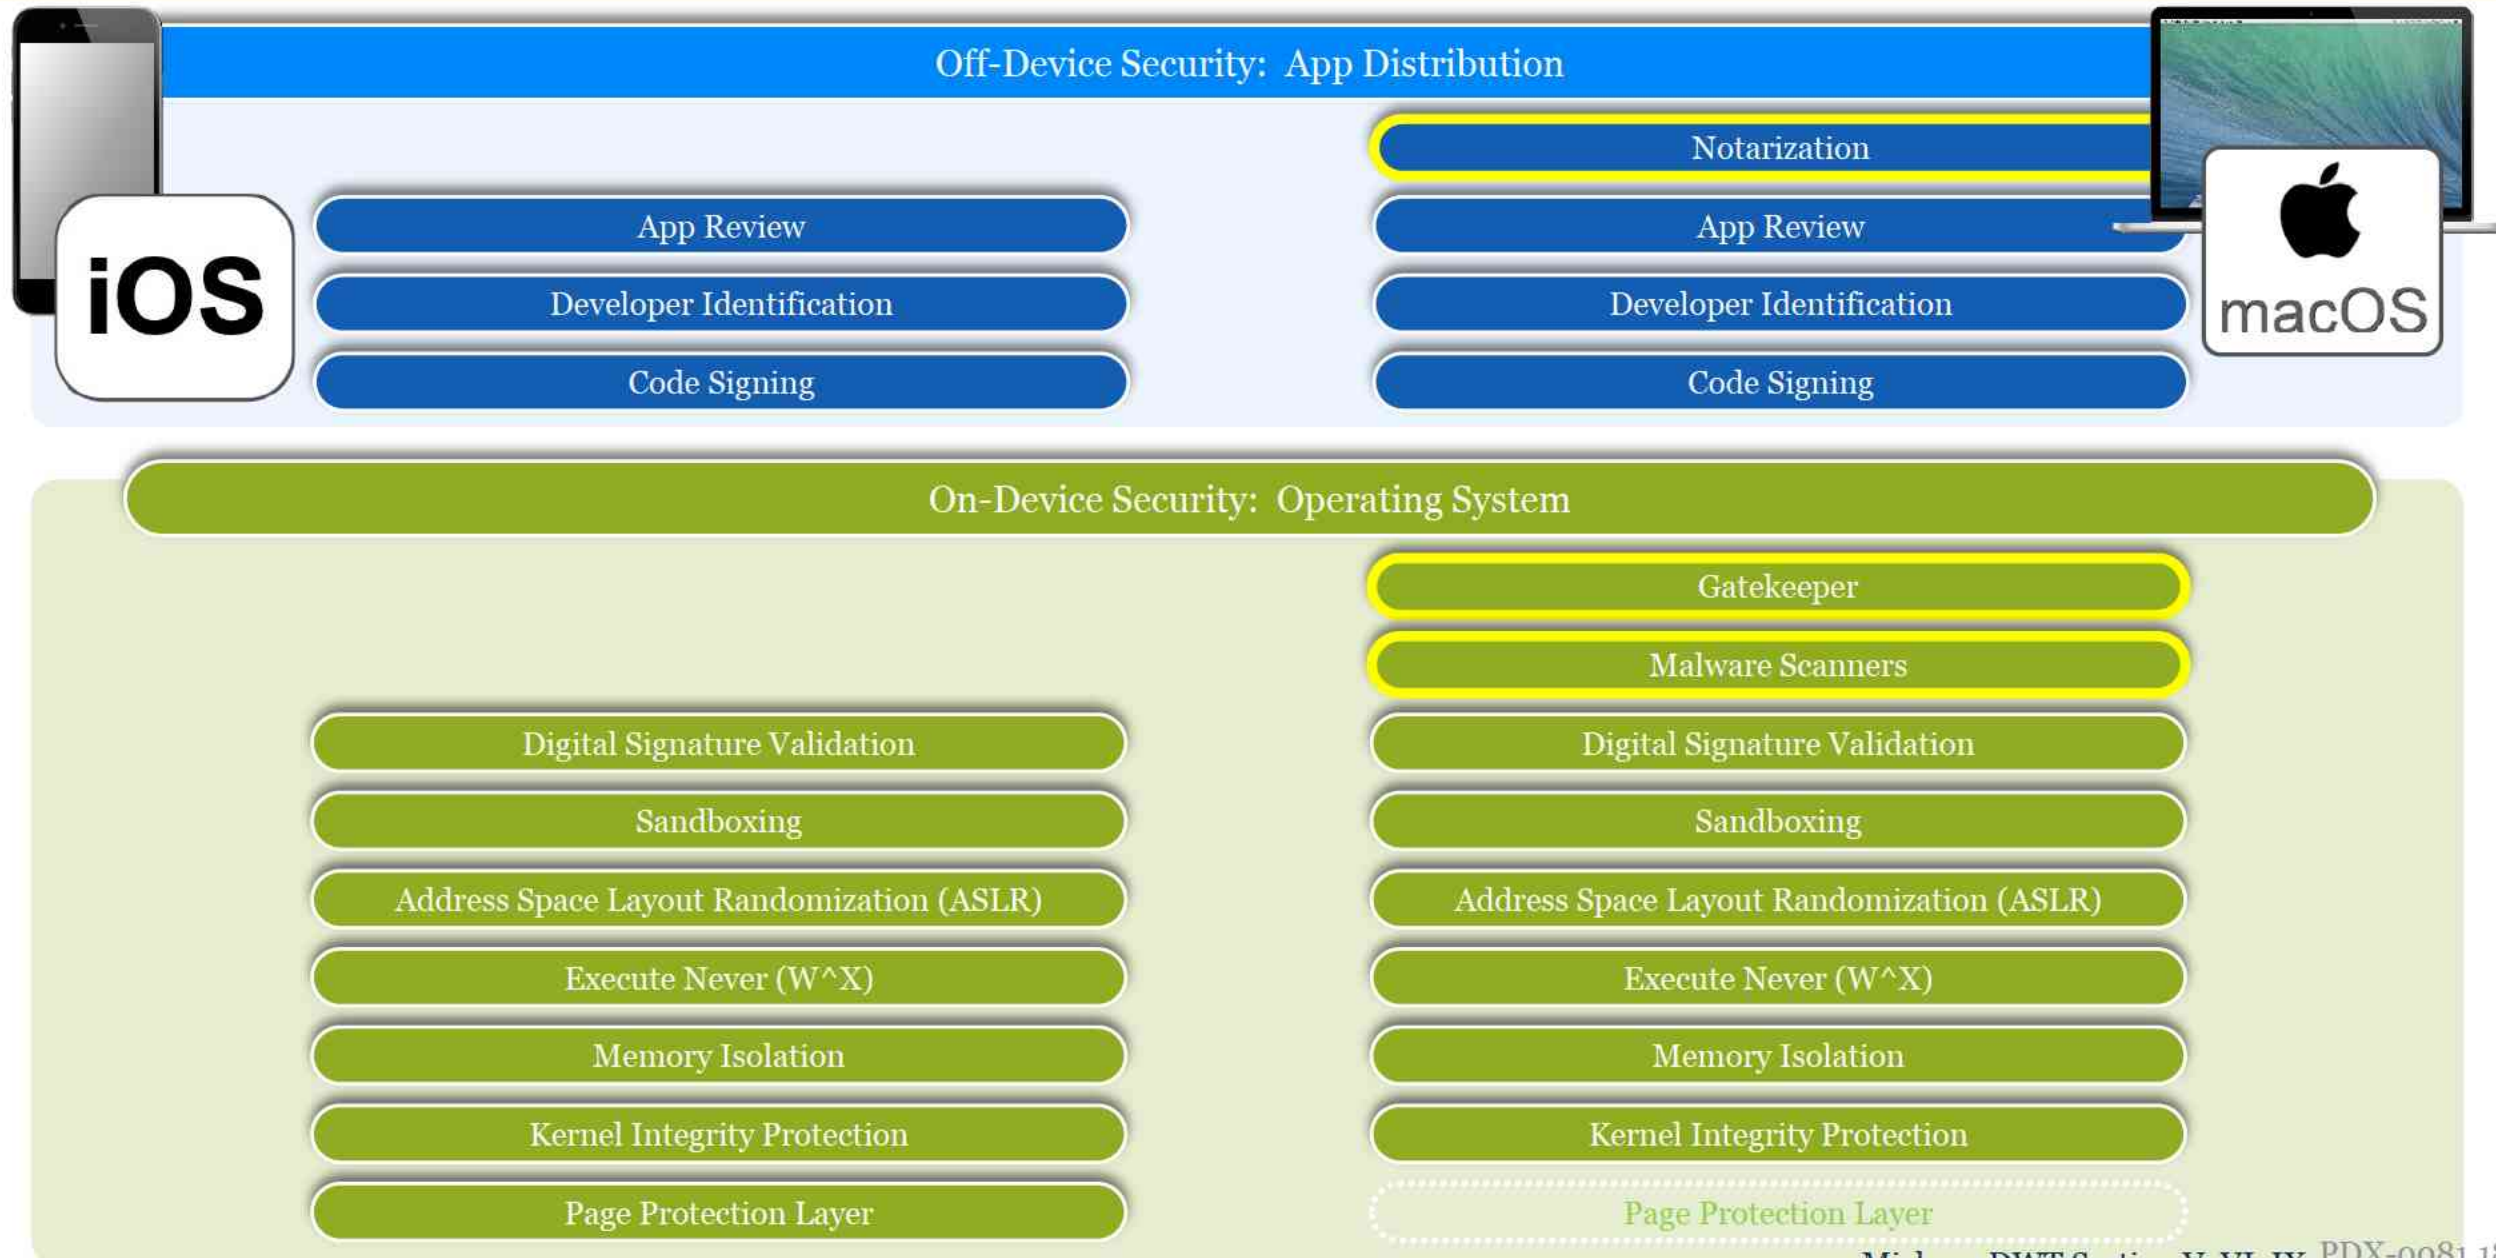 Off-Device Security: App Distribution
Notarization
App Review
App Review
iOS
Developer Identification
Developer Identification
macOS
Code Signing
Code Signing
On-Device Security: Operating System
Gatekeeper
Malware Scanners
Digital Signature Validation
Digital Signature Validation
Sandboxing
Sandboxing
Address Space Layout Randomization (ASLR)
Address Space Layout Randomization (ASLR)
Execute Never (W^X)
Execute Never (W^X)
Memory Isolation
Memory Isolation
Kernel Integrity Protection
Kernel Integrity Protection
Page Protection Layer
Page Protection Layer